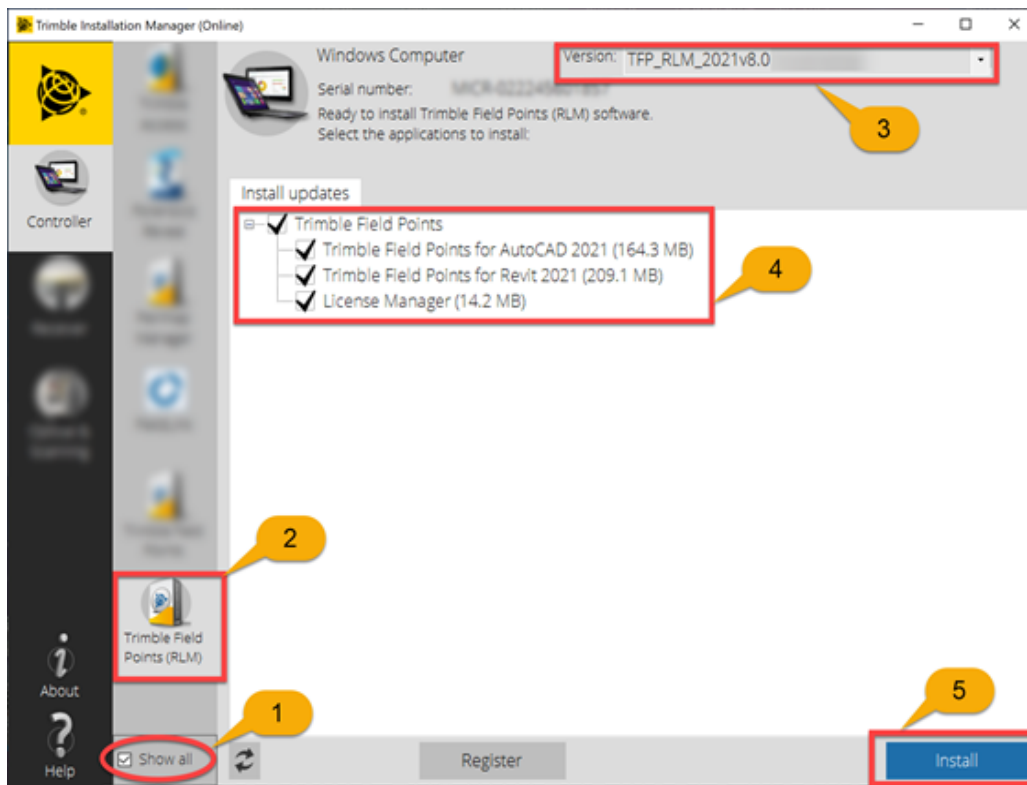 Trimble Installation Manager (Online)
Windows Computer
Version: TFP_RLM_2021v8.0
Serial number:
Ready to install Trimble Field Points (RLM) software.
Select the applications to install:
3
Controller
Install updates
Trimble Field Points
Trimble Field Points for AutoCAD 2021 (164.3 MB)
Trimble Field Points for Revit 2021 (209.1 MB)
License Manager (14.2 MB)
4
2
Trimble Field
Points (RLM)
About
1
5
Help
Show all
Register
Install